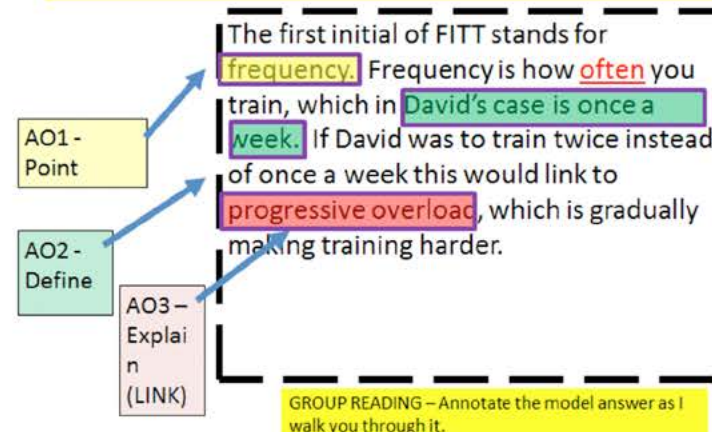 The first initial of FITT stands for
frequency. Frequency is how often you
train, which in David's case is once a
week. If David was to train twice instead
of once a week this would link to
progressive overload, which is gradually
making training harder.
AO1 -
Point
AO2 -
Define
AO3 –
Explai
n
(LINK)
GROUP READING – Annotate the model answer as I
walk you through it.